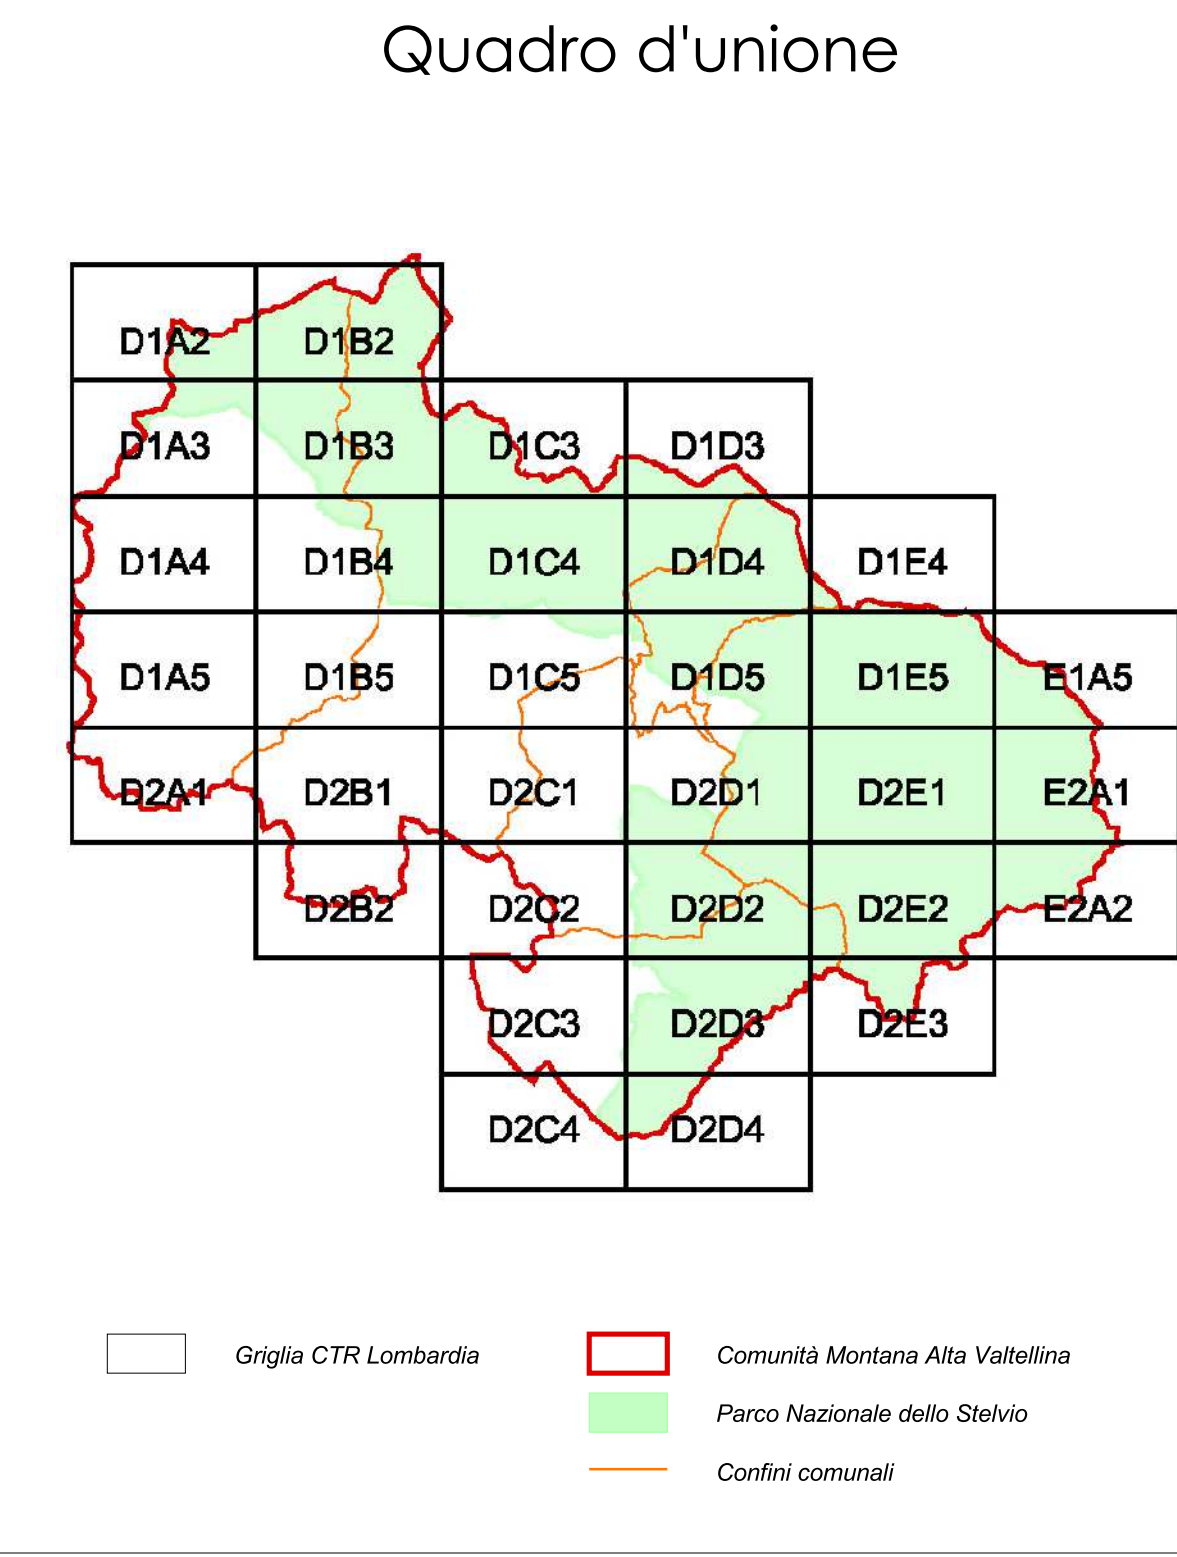 Quadro d'unione
D1A2 D1B2
D1A3 D1B3 D1C3 D1D3
D1A4 D1B4 D1C4 D1D4 D1E4
D1A5 D1B5 D1C5 D1D5 D1E5 E1A5
D2A1 D2B1 D2C1 D2D1 D2E1 E2A1
D2B2 D2C2 D2D2 D2E2 E2A2
D2C3 D2D3 D2E3
D2C4 D2D4
Griglia CTR Lombardia
Comunità Montana Alta Valtellina
Parco Nazionale dello Stelvio
Confini comunali